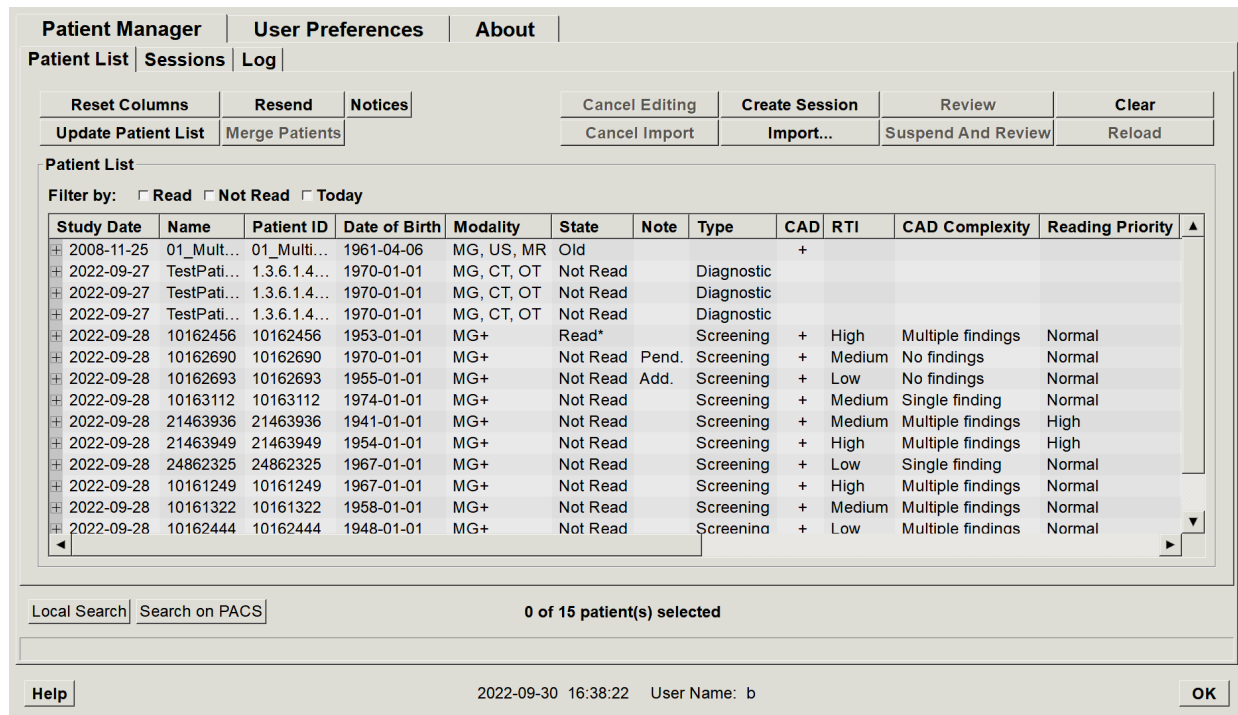 Patient Manager User Preferences About
Patient List Sessions Log
Reset Columns Resend Notices Cancel Editing Create Session Review Clear
Update Patient List Merge Patients Cancel Import Import... Suspend And Review Reload
Patient List
Filter by: Read Not Read Today
Study Date Name Patient ID Date of Birth Modality State Note Type CAD RTI CAD Complexity Reading Priority
2008-11-25 01_Mult... 01_Multi... 1961-04-06 MG, US, MR Old +
2022-09-27 TestPati... 1.3.6.1.4... 1970-01-01 MG, CT, OT Not Read Diagnostic
2022-09-27 TestPati... 1.3.6.1.4... 1970-01-01 MG, CT, OT Not Read Diagnostic
2022-09-27 TestPati... 1.3.6.1.4... 1970-01-01 MG, CT, OT Not Read Diagnostic
2022-09-28 10162456 10162456 1953-01-01 MG+ Read* Screening + High Multiple findings Normal
2022-09-28 10162690 10162690 1970-01-01 MG+ Not Read Pend. Screening + Medium No findings Normal
2022-09-28 10162693 10162693 1955-01-01 MG+ Not Read Add. Screening + Low No findings Normal
2022-09-28 10163112 10163112 1974-01-01 MG+ Not Read Screening + Medium Single finding Normal
2022-09-28 21463936 21463936 1941-01-01 MG+ Not Read Screening + Medium Multiple findings High
2022-09-28 21463949 21463949 1954-01-01 MG+ Not Read Screening + High Multiple findings High
2022-09-28 24862325 24862325 1967-01-01 MG+ Not Read Screening + Low Single finding Normal
2022-09-28 10161249 10161249 1967-01-01 MG+ Not Read Screening + High Multiple findings Normal
2022-09-28 10161322 10161322 1958-01-01 MG+ Not Read Screening + Medium Multiple findings Normal
2022-09-28 10162444 10162444 1948-01-01 MG+ Not Read Screening + Low Multiple findings Normal
Local Search Search on PACS 0 of 15 patient(s) selected
Help 2022-09-30 16:38:22 User Name: b OK